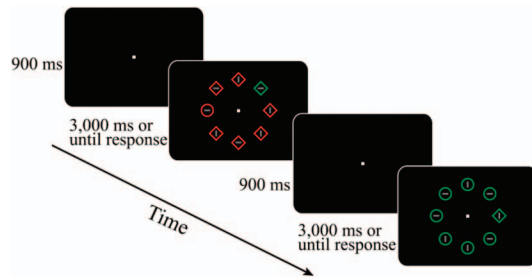 900 ms
3,000 ms or
until response
900 ms
3,000 ms or
until response
Time